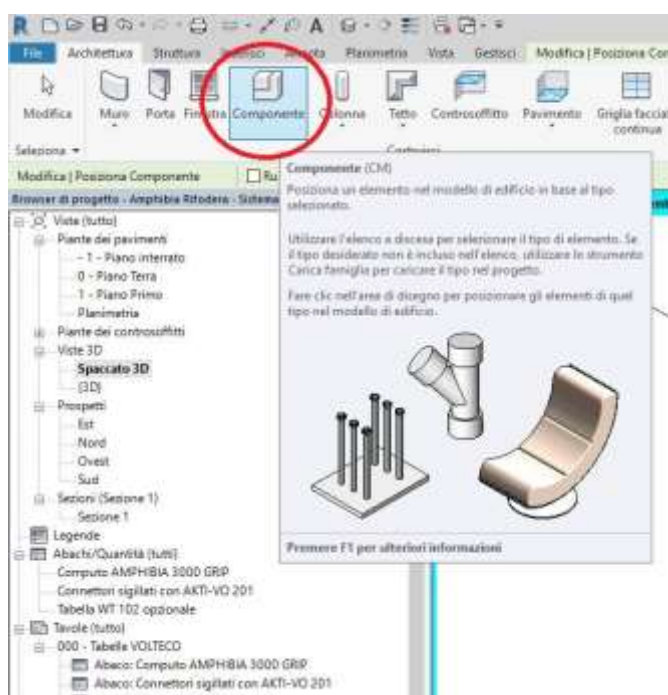 File Architettura Struttura Inserisci Annota Planimetria Vista Gestisci Modifica | Posiziona Com
Modifica Muro Porta Finestra Componente Colonna Tetto Controsoffitto Pavimento Griglia facciat
continua
Seleziona
Modifica | Posiziona Componente
Browser di progetto - Amphibia Rifodera - Sistema
Componente (CM)
Posiziona un elemento nel modello di edificio in base al tipo
selezionato.
Utilizzare l'elenco a discesa per selezionare il tipo di elemento. Se
il tipo desiderato non è incluso nell'elenco, utilizzare lo strumento
Carica famiglia per caricare il tipo nel progetto.
Fare clic nell'area di disegno per posizionare gli elementi di quel
tipo nel modello di edificio.
Premere F1 per ulteriori informazioni
Viste (tutto)
Piante dei pavimenti
- 1 - Piano interrato
0 - Piano Terra
1 - Piano Primo
Planimetria
Piante dei controsoffitti
Viste 3D
Spaccato 3D
{3D}
Prospetti
Est
Nord
Ovest
Sud
Sezioni (Sezione 1)
Sezione 1
Legende
Abachi/Quantità (tutti)
Computo AMPHIBIA 3000 GRIP
Connettori sigillati con AKTI-VO 201
Tabella WT 102 opzionale
Tavole (tutto)
000 - Tabelle VOLTECO
Abaco: Computo AMPHIBIA 3000 GRIP
Abaco: Connettori sigillati con AKTI-VO 201